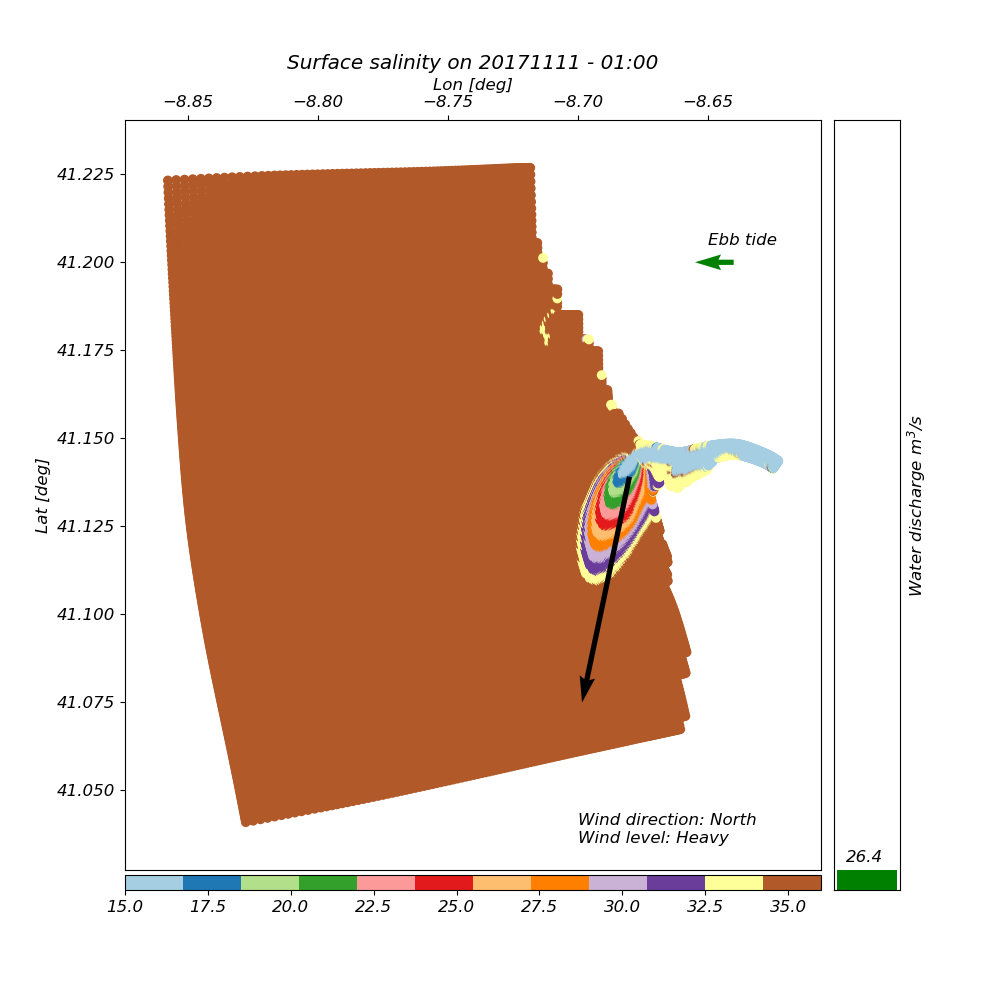 Surface salinity on 20171111 - 01:00
Lon [deg]
−8.85 −8.80 −8.75 −8.70 −8.65
41.225
41.200
41.175
41.150
41.125
41.100
41.075
41.050
Lat [deg]
Ebb tide
Wind direction: North
Wind level: Heavy
Water discharge m³/s
26.4
15.0 17.5 20.0 22.5 25.0 27.5 30.0 32.5 35.0